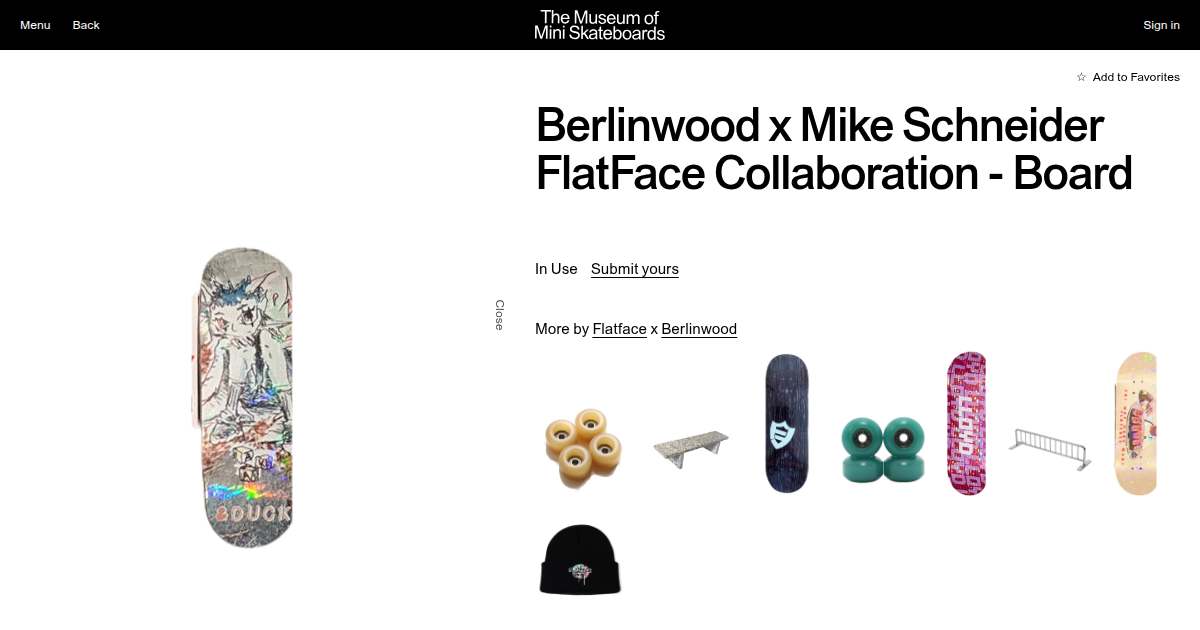 Menu
Back
The Museum of
Mini Skateboards
Sign in
☆ Add to Favorites
Berlinwood x Mike Schneider
FlatFace Collaboration - Board
In Use
Submit yours
Close
More by Flatface x Berlinwood
LLOYD